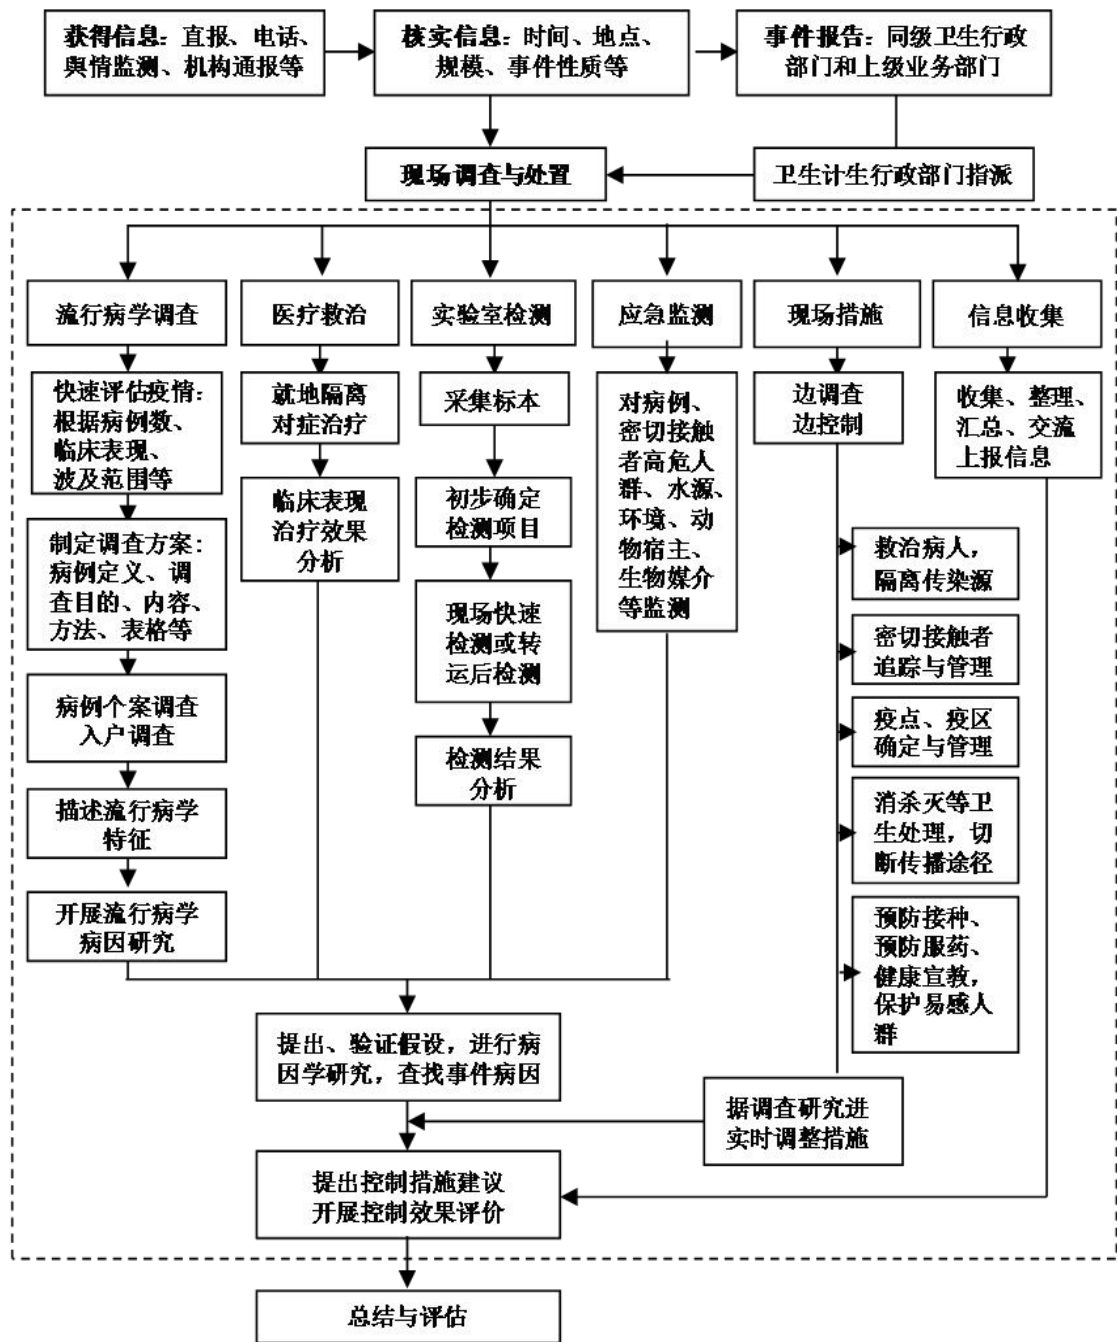 获得信息：直报、电话、
舆情监测、机构通报等
核实信息：时间、地点、
规模、事件性质等
事件报告：同级卫生行政
部门和上级业务部门
现场调查与处置
卫生计生行政部门指派
流行病学调查
医疗救治
实验室检测
应急监测
现场措施
信息收集
快速评估疫情：
根据病例数、
临床表现、
波及范围等
制定调查方案：
病例定义、调
查目的、内容、
方法、表格等
病例个案调查
入户调查
描述流行病学
特征
开展流行病学
病因研究
就地隔离
对症治疗
临床表现
治疗效果
分析
采集标本
初步确定
检测项目
现场快速
检测或转
运后检测
检测结果
分析
对病例、
密切接触
者高危人
群、水源、
环境、动
物宿主、
生物媒介
等监测
边调查
边控制
救治病人，
隔离传染源
密切接触者
追踪与管理
疫点、疫区
确定与管理
消杀灭等卫
生处理，切
断传播途径
预防接种、
预防服药、
健康宣教，
保护易感人
群
收集、整理、
汇总、交流
上报信息
提出、验证假设，进行病
因学研究，查找事件病因
据调查研究进
实时调整措施
提出控制措施建议
开展控制效果评价
总结与评估